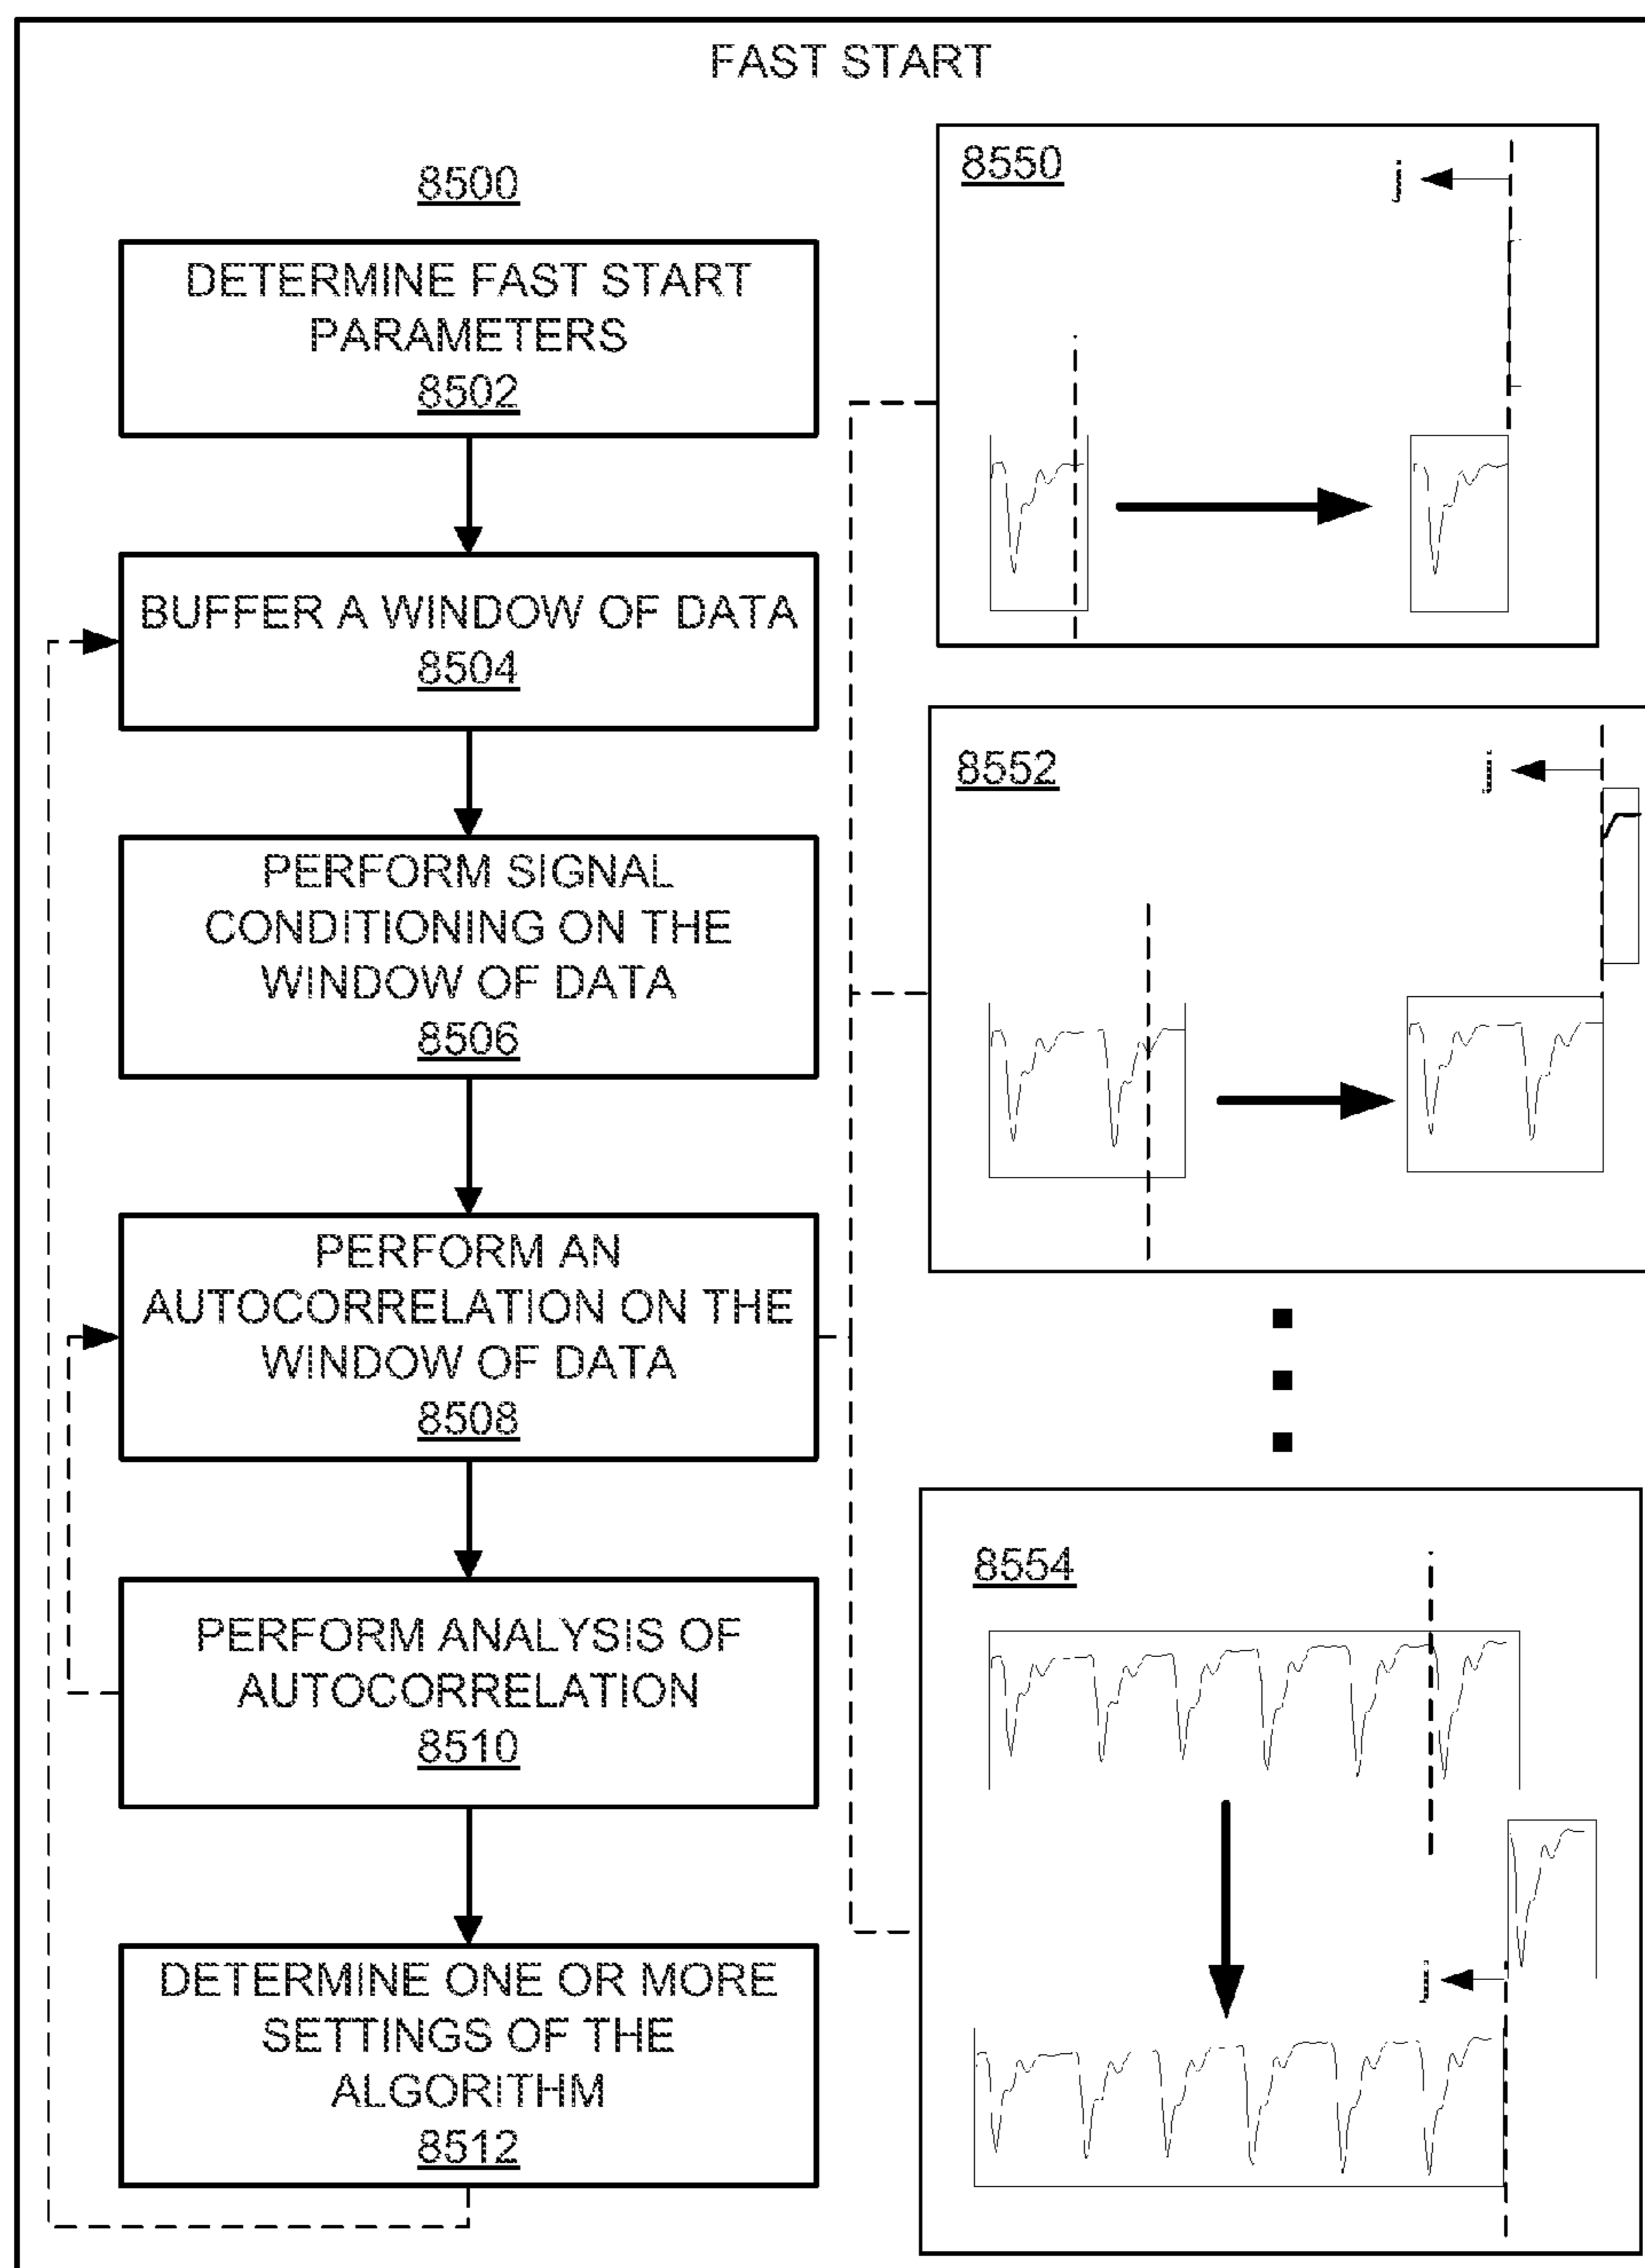 FAST START
8500
DETERMINE FAST START
PARAMETERS
8502
BUFFER A WINDOW OF DATA
8504
PERFORM SIGNAL
CONDITIONING ON THE
WINDOW OF DATA
8506
PERFORM AN
AUTOCORRELATION ON THE
WINDOW OF DATA
8508
PERFORM ANALYSIS OF
AUTOCORRELATION
8510
DETERMINE ONE OR MORE
SETTINGS OF THE
ALGORITHM
8512
8550
j
8552
j
8554
j